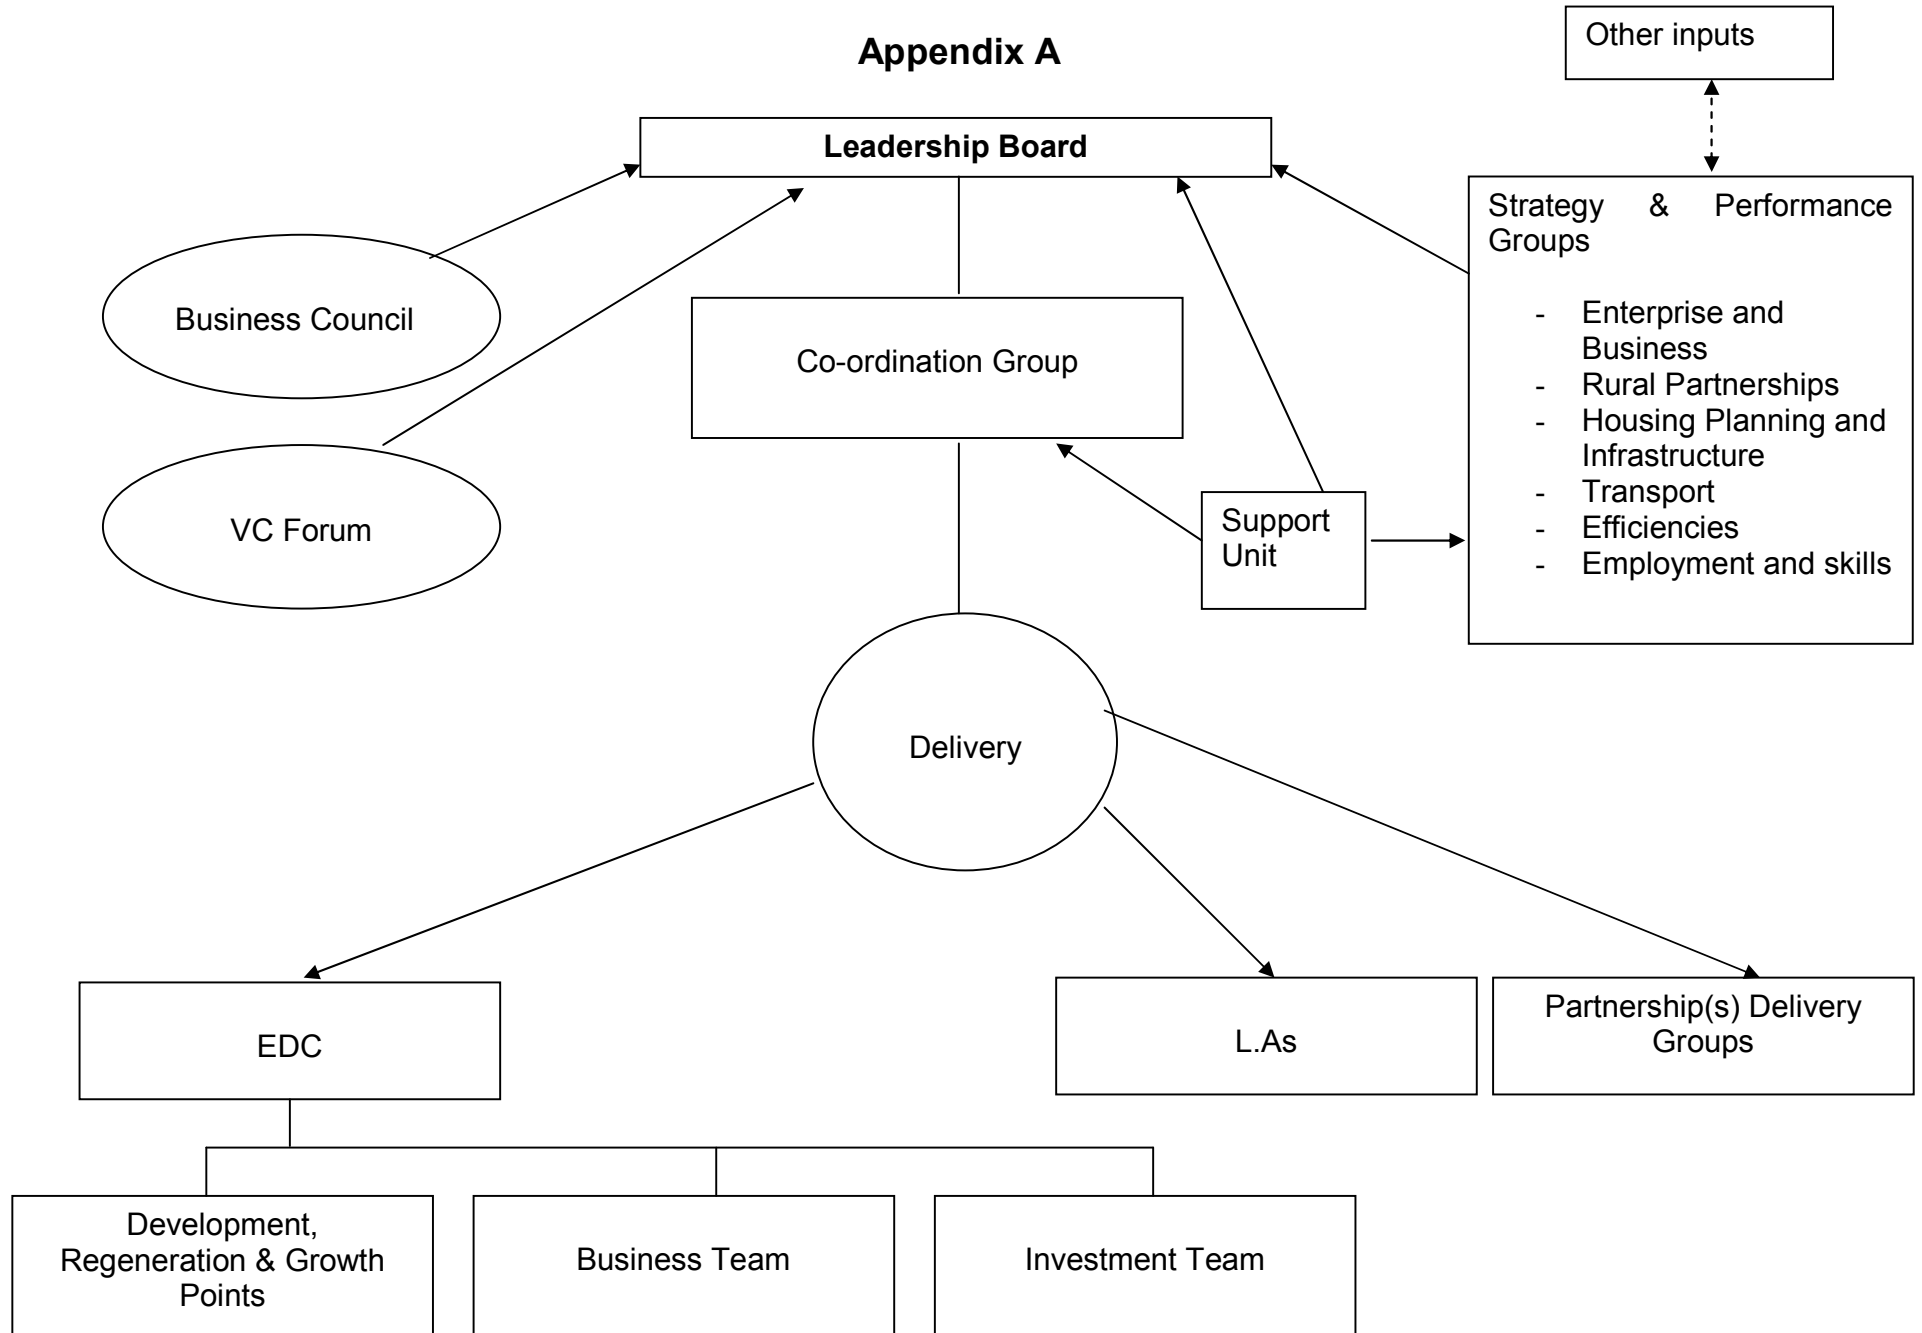 Appendix A
Other inputs
Leadership Board
Strategy & Performance
Groups
- Enterprise and
Business
- Rural Partnerships
- Housing Planning and
Infrastructure
- Transport
- Efficiencies
- Employment and skills
Business Council
Co-ordination Group
VC Forum
Support
Unit
Delivery
EDC
L.As
Partnership(s) Delivery
Groups
Development,
Regeneration & Growth
Points
Business Team
Investment Team